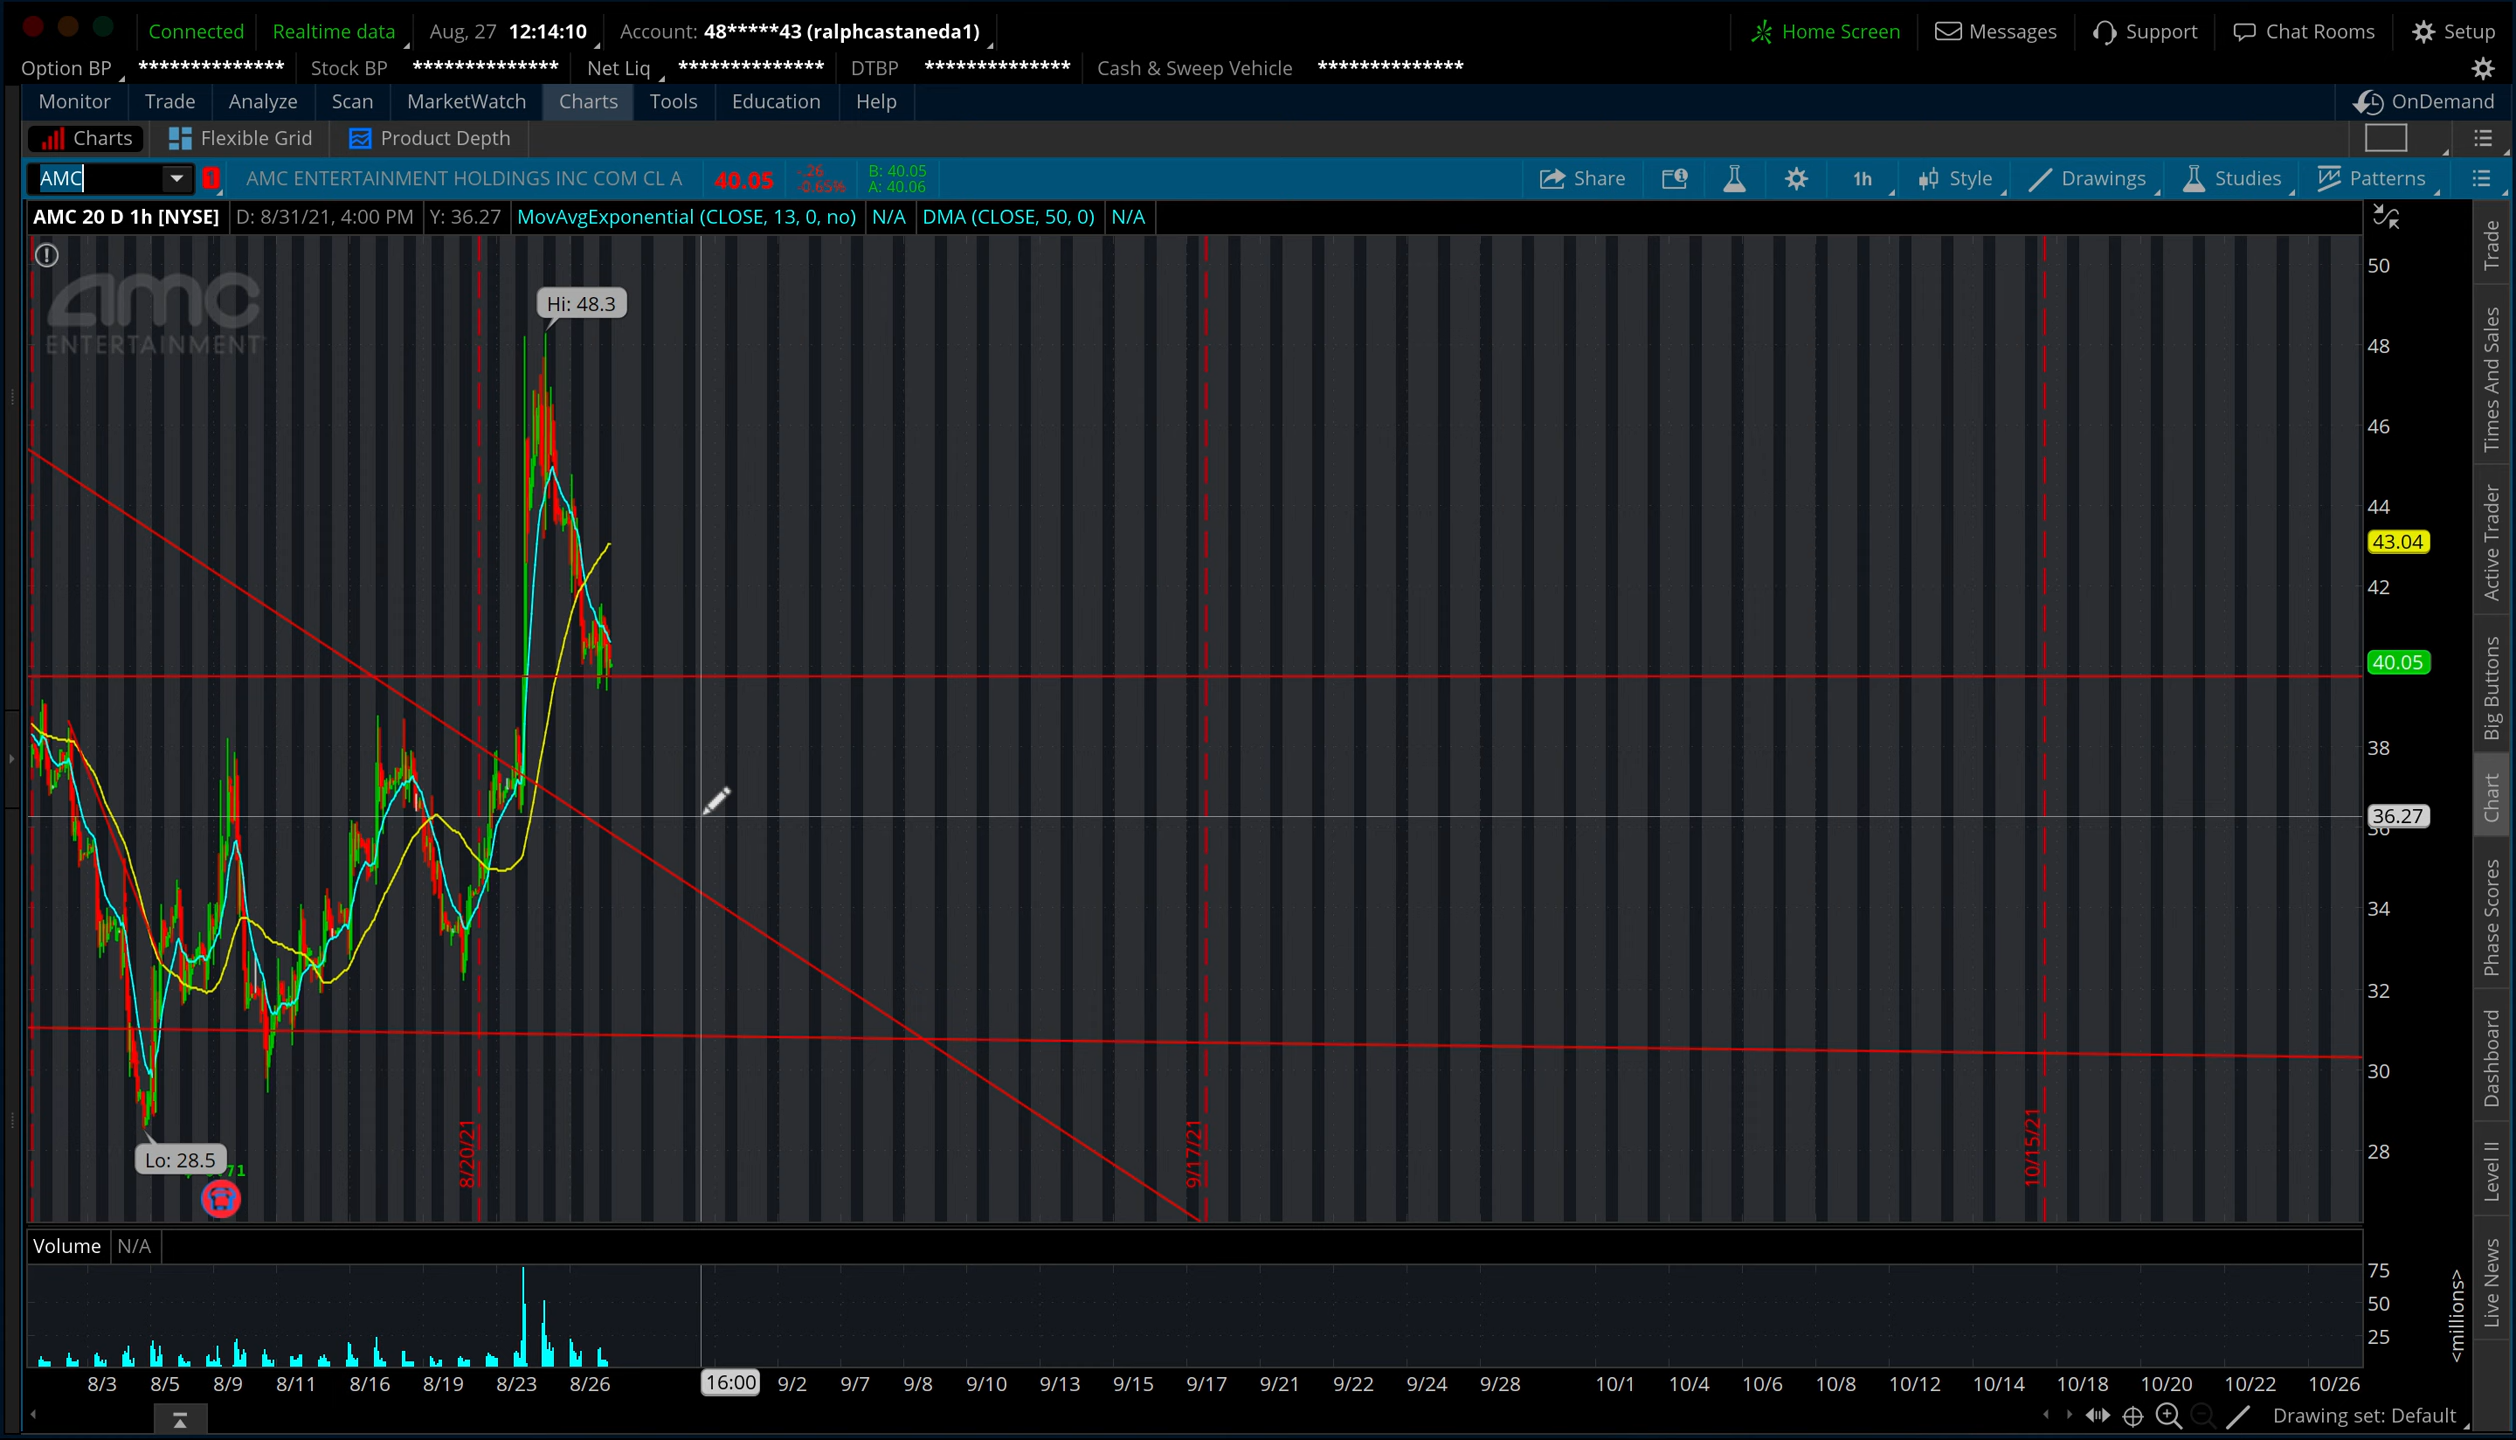 Connected Realtime data Aug, 27 12:14:10 Account: 48*****43 (ralphcastaneda1) Home Screen Messages Support Chat Rooms Setup
Option BP ************** Stock BP ************** Net Liq ************** DTBP ************** Cash & Sweep Vehicle **************
Monitor Trade Analyze Scan MarketWatch Charts Tools Education Help OnDemand
Charts Flexible Grid Product Depth
AMC 1 AMC ENTERTAINMENT HOLDINGS INC COM CL A 40.05 -.26 B: 40.05 Share 1h Style Drawings Studies Patterns
-0.65% A: 40.06
AMC 20 D 1h [NYSE] D: 8/31/21, 4:00 PM Y: 36.27 MovAvgExponential (CLOSE, 13, 0, no) N/A DMA (CLOSE, 50, 0) N/A
amc
ENTERTAINMENT
Hi: 48.3
50
48
46
44
43.04
42
40.05
38
36.27
36
34
32
30
28
Lo: 28.5
71
8/20/21
9/17/21
10/15/21
Trade
Times And Sales
Active Trader
Big Buttons
Chart
Phase Scores
Dashboard
Level II
Live News
Volume N/A
75
50
25
<millions>
8/3 8/5 8/9 8/11 8/16 8/19 8/23 8/26 16:00 9/2 9/7 9/8 9/10 9/13 9/15 9/17 9/21 9/22 9/24 9/28 10/1 10/4 10/6 10/8 10/12 10/14 10/18 10/20 10/22 10/26
Drawing set: Default